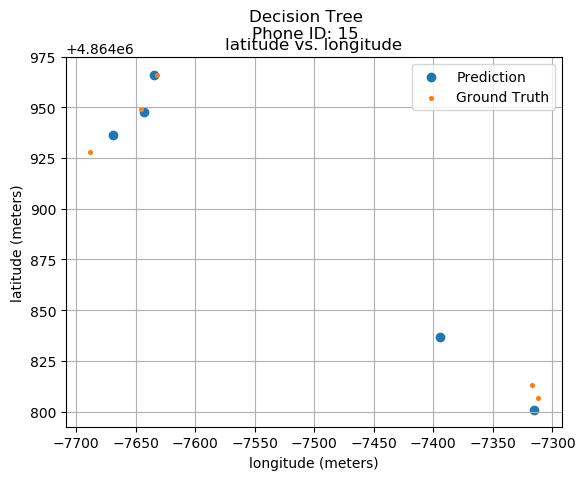 Decision Tree
Phone ID: 15
latitude vs. longitude
+4.864e6
975
950
925
900
875
850
825
800
latitude (meters)
Prediction
Ground Truth
−7700 −7650 −7600 −7550 −7500 −7450 −7400 −7350 −7300
longitude (meters)